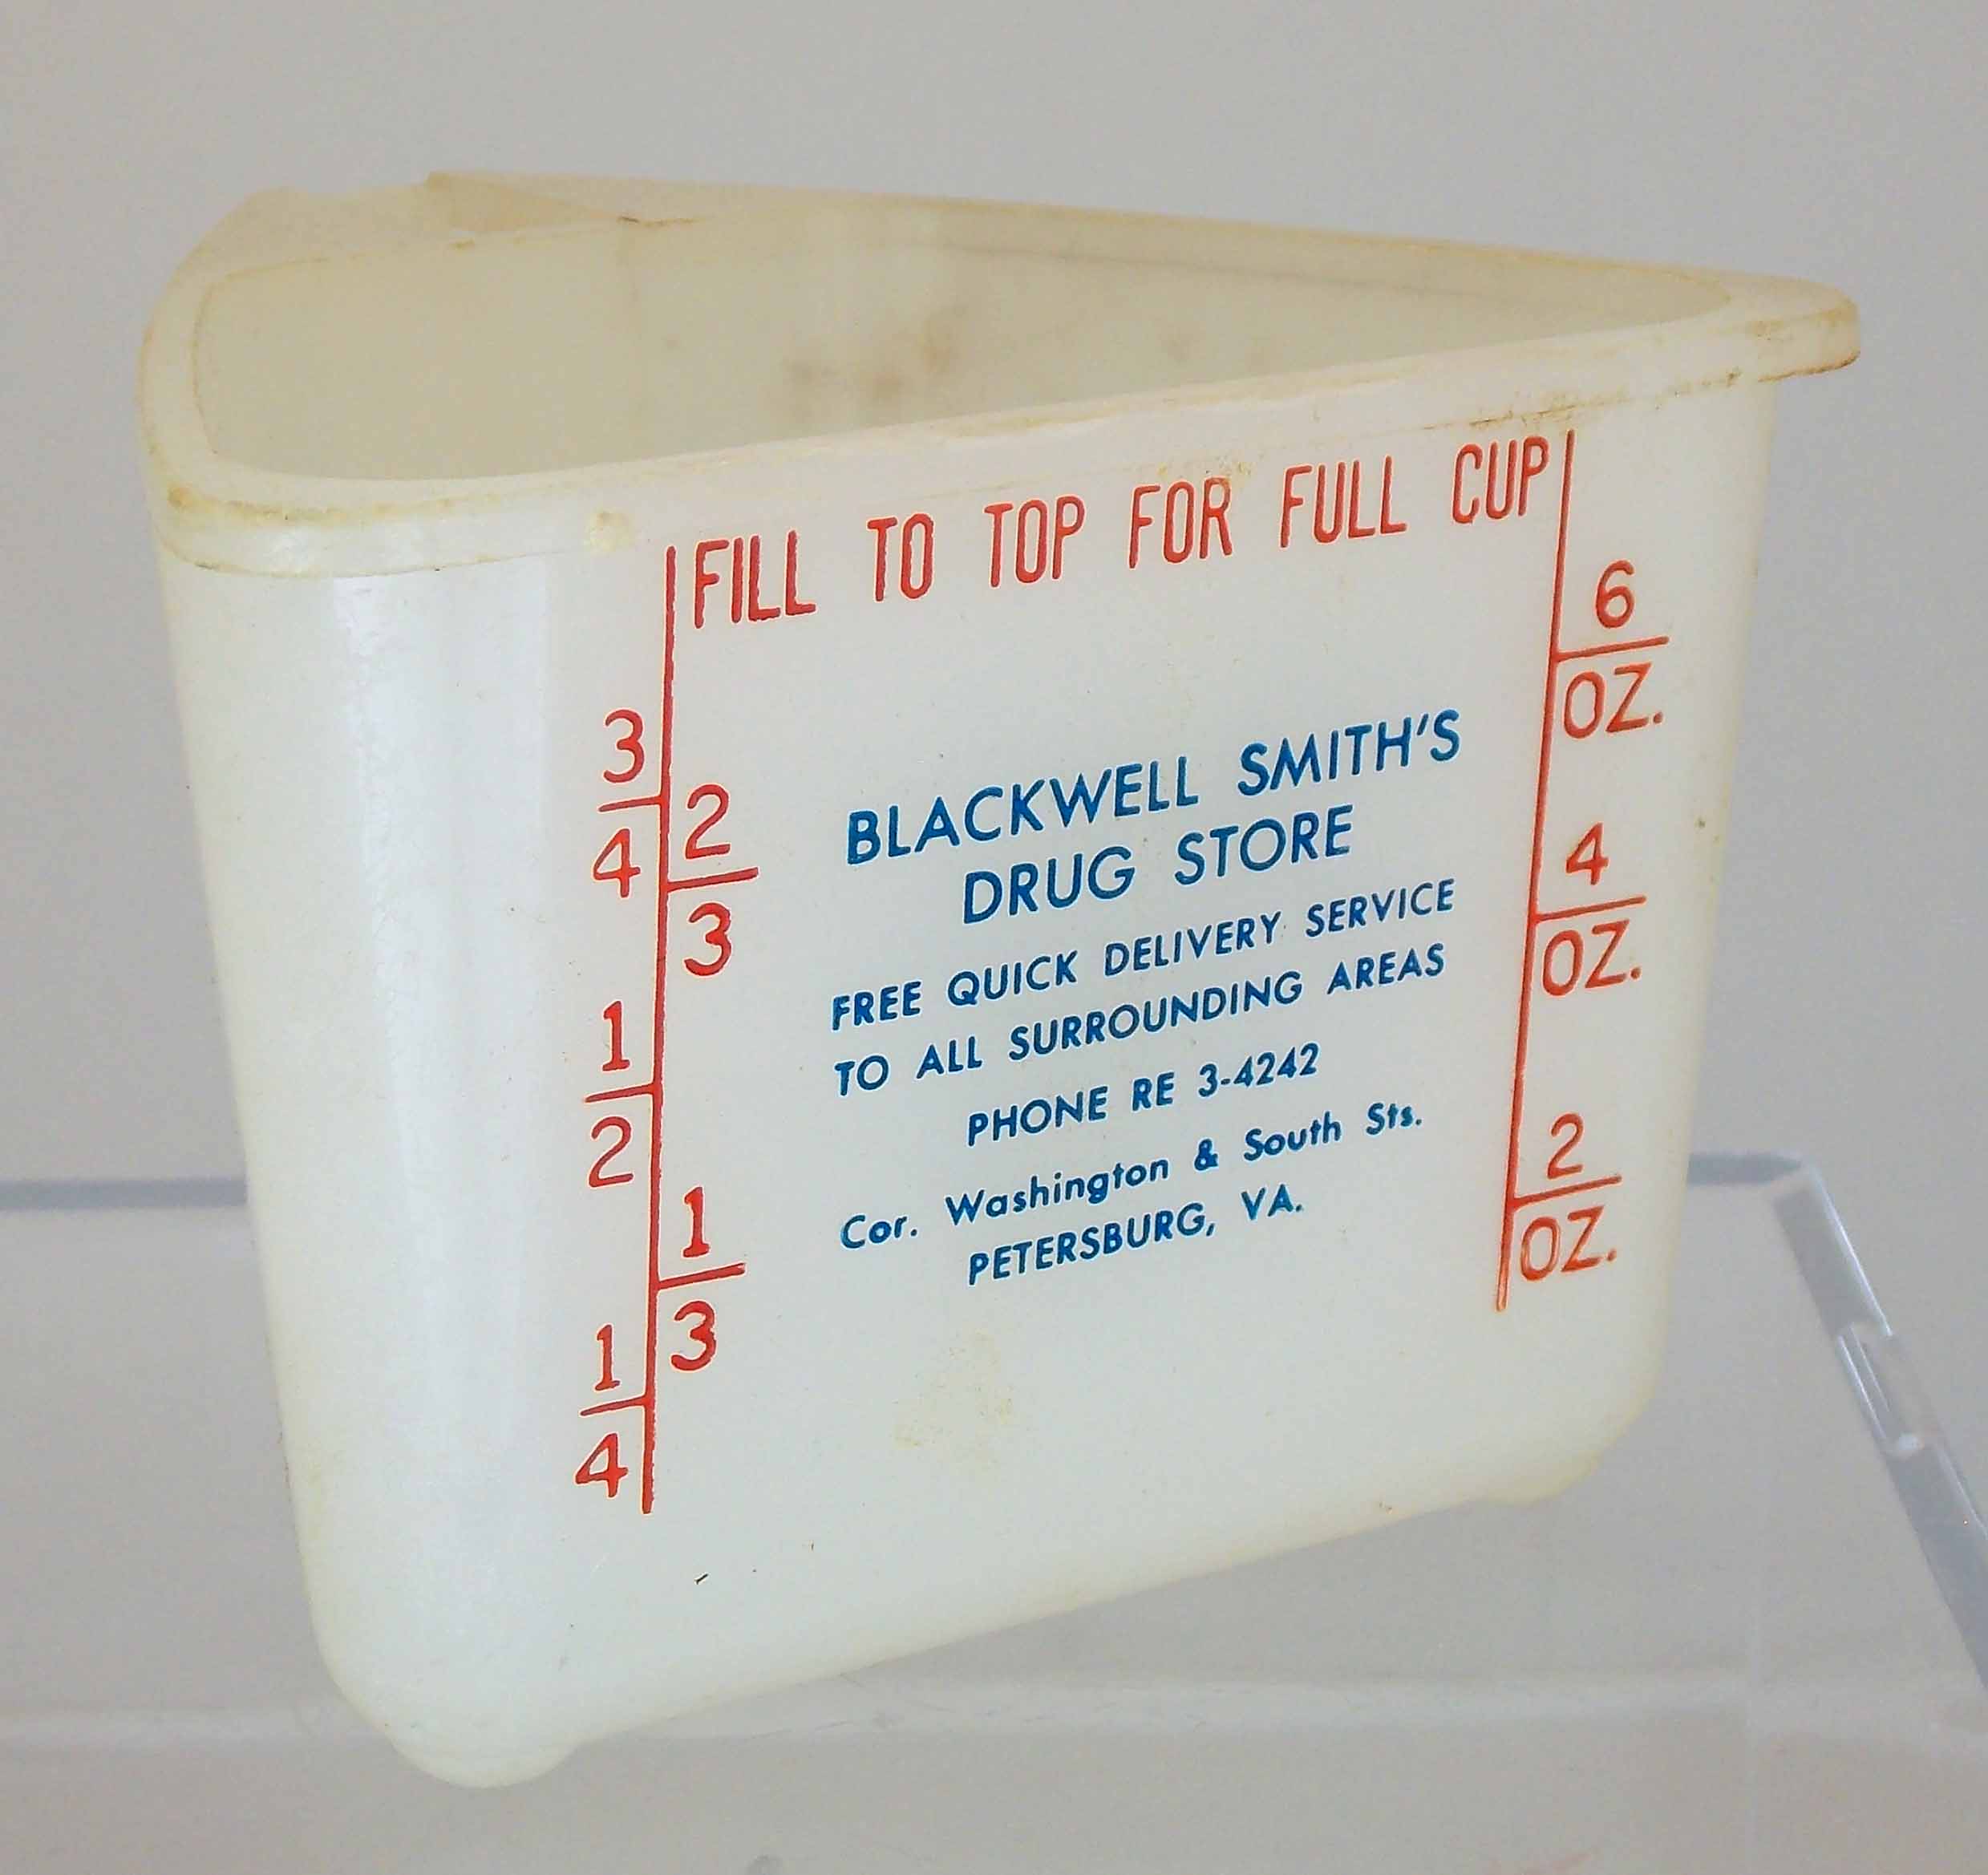 FILL TO TOP FOR FULL CUP
6
OZ.
3
4
2
3
BLACKWELL SMITH'S
DRUG STORE
4
OZ.
FREE QUICK DELIVERY SERVICE
TO ALL SURROUNDING AREAS
1
2
PHONE RE 3-4242
2
OZ.
Cor. Washington & South Sts.
PETERSBURG, VA.
1
3
1
4